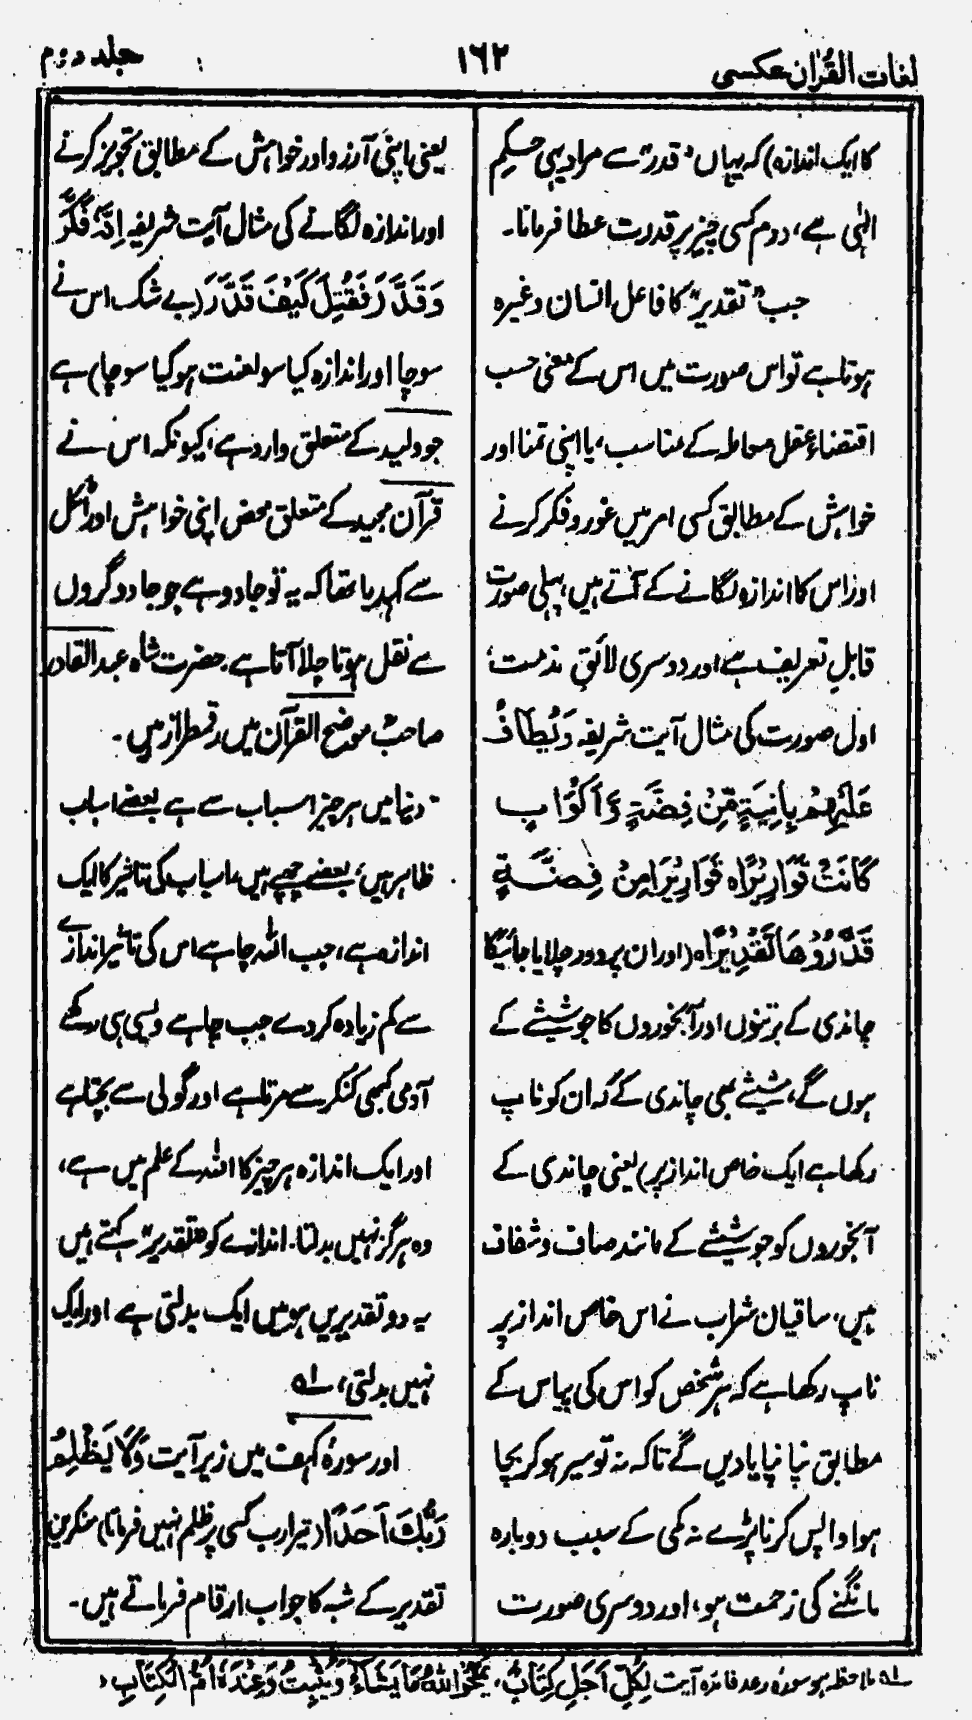 لغات القرآن عکسی
۱۶۲
جلد دوم
کا ایک اندازہ) کہ یہاں "قدر" سے مراد یہی حکیم
الٰہی ہے، دوم کسی چیز پر قدرت عطا فرمانا۔
جب "تقدیر" کا فاعل انسان وغیرہ
ہوتا ہے تو اس صورت میں اس کے معنی حسب
اقتضاء عقل معاملہ کے مناسب، یا اپنی تمنا اور
خواہش کے مطابق کسی امر میں غور و فکر کرنے
اور اس کا اندازہ لگانے کے آتے ہیں، پہلی صورت
قابلِ تعریف ہے اور دوسری لائقِ مذمت،
اول صورت کی مثال آیت شریفہ وَیُطَافُ
عَلَیْھِمْ بِاٰنِیَۃٍ مِّنْ فِضَّۃٍ وَّاَکْوَابٍ
کَانَتْ قَوَارِیْرَاْہ قَوَارِیْرَا مِنْ فِضَّۃٍ
قَدَّرُوْھَا تَقْدِیْرًاہ (اور ان پر دور چلایا جائیگا
چاندی کے برتنوں اور آبخوروں کا جو شیشے کے
ہوں گے، شیشے بھی چاندی کے کہ ان کو ناپ
رکھا ہے ایک خاص انداز پر) یعنی چاندی کے
آبخوروں کو جو شیشے کے مانند صاف و شفاف
ہیں، ساقیان شراب نے اس خاص انداز پر
ناپ رکھا ہے کہ ہر شخص کو اس کی پیاس کے
مطابق نپا نپایا دیں گے تاکہ نہ تو سیر ہو کر بچا
ہوا واپس کرنا پڑے نہ کمی کے سبب دوبارہ
مانگنے کی زحمت ہو، اور دوسری صورت
یعنی اپنی آرزو اور خواہش کے مطابق تجویز کرنے
اور اندازہ لگانے کی مثال آیت شریفہ اِنَّہٗ فَکَّرَ
وَقَدَّرَ فَقُتِلَ کَیْفَ قَدَّرَ (بے شک اس نے
سوچا اور اندازہ کیا سو لعنت ہو کیا سوچا) ہے
جو ولید کے متعلق وارد ہے، کیونکہ اس نے
قرآن مجید کے متعلق محض اپنی خواہش اور اٹکل
سے کہدیا تھا کہ یہ تو جادو ہے جو جادوگروں
سے نقل ہوتا چلا آتا ہے۔ حضرت شاہ عبدالقادر
صاحبؒ موضح القرآن میں رقمطراز ہیں۔
"دنیا میں ہر چیز اسباب سے ہے بعضے اسباب
ظاہر ہیں، بعضے چھپے ہیں، اسباب کی تاثیر کا ایک
اندازہ ہے، جب اللہ چاہے اس کی تاثیر اندازے
سے کم زیادہ کر دے جب چاہے ویسی ہی رکھے
آدمی کبھی کنکر سے مرتا ہے اور گولی سے بچتا ہے
اور ایک اندازہ ہر چیز کا اللہ کے علم میں ہے،
وہ ہرگز نہیں بدلتا۔ اندازے کو "تقدیر" کہتے ہیں
یہ دو تقدیریں ہوئیں ایک بدلتی ہے اور ایک
نہیں بدلتی، ۱ھ
اور سورۂ کہف میں زیر آیت وَلَا یَظْلِمُ
رَبُّکَ اَحَدًا (تیرا رب کسی پر ظلم نہیں فرماتا) منکرینِ
تقدیر کے شبہ کا جواب ارقام فرماتے ہیں۔
۱ھ ملاحظہ ہو سورہ رعد فائدہ آیت لِکُلِّ اَجَلٍ کِتَابٌ، یَمْحُوا اللّٰہُ مَا یَشَاءُ وَیُثْبِتُ وَعِنْدَہٗ اُمُّ الْکِتَابِ،